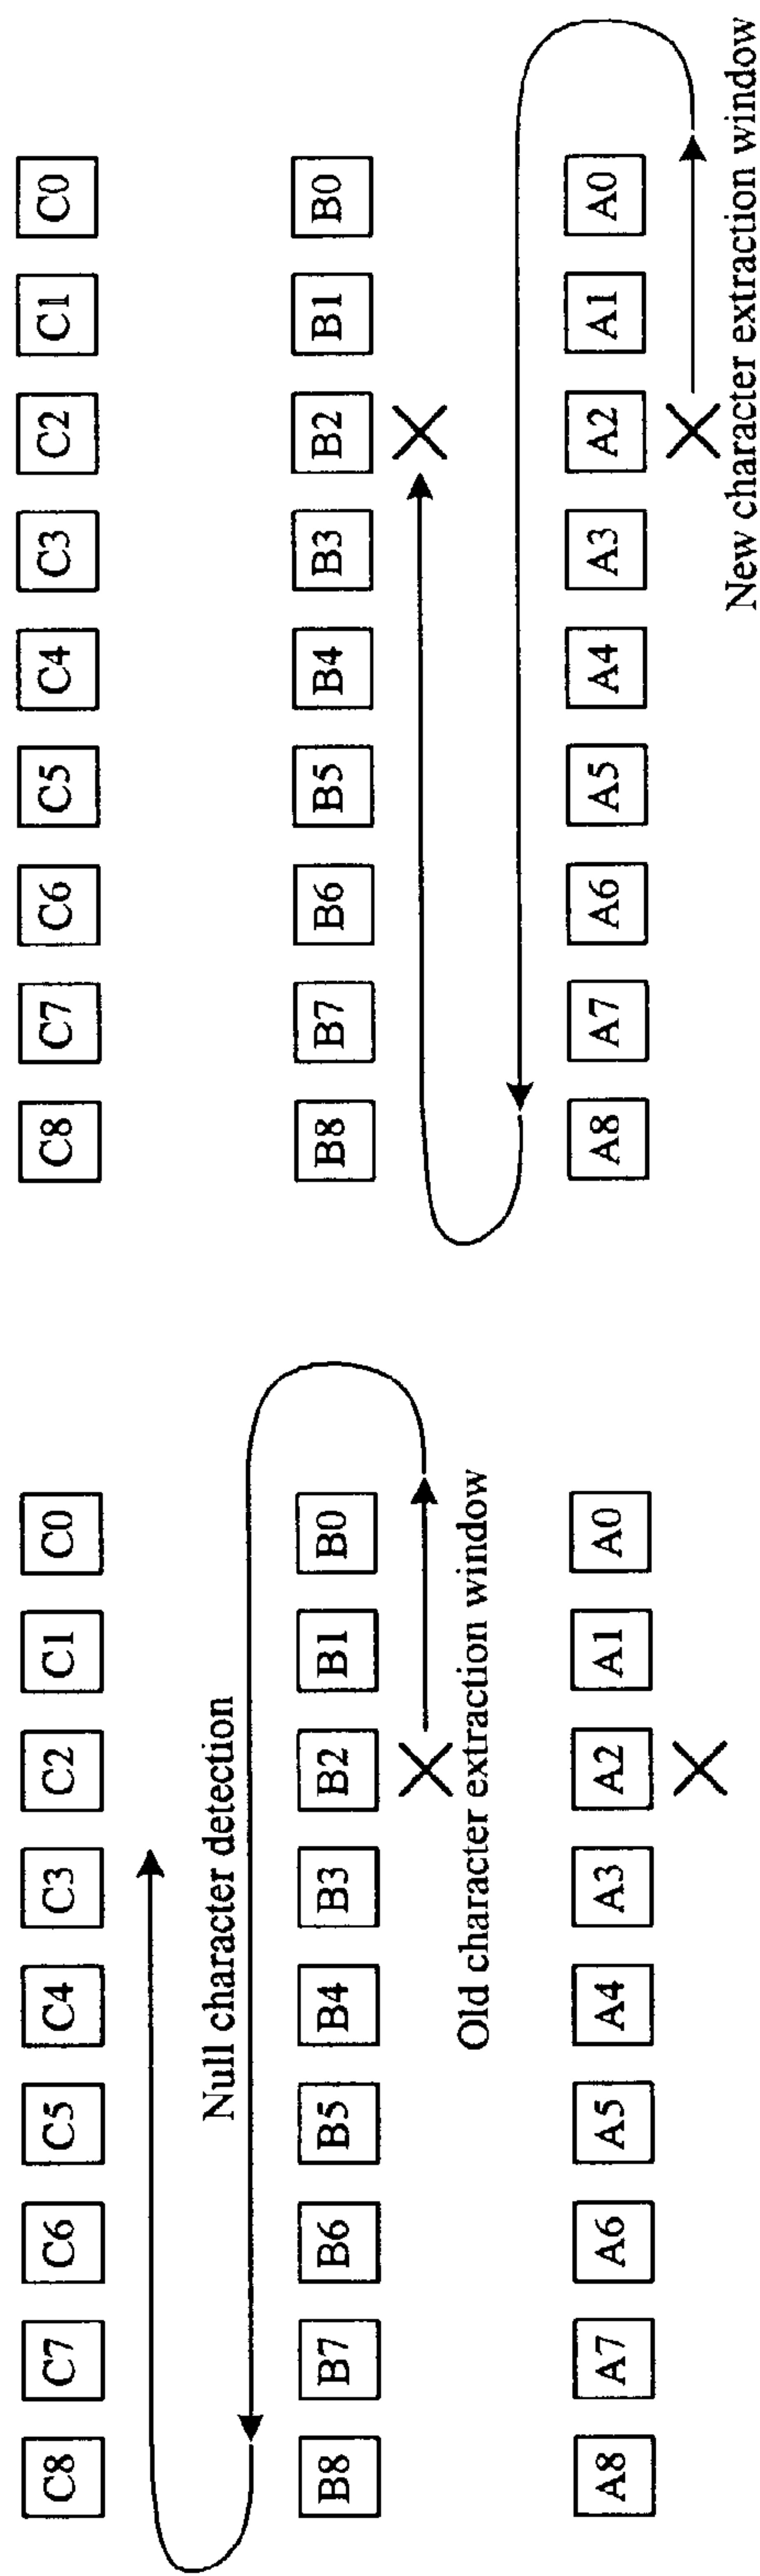 C8 C7 C6 C5 C4 C3 C2 C1 C0
Null character detection
B8 B7 B6 B5 B4 B3 B2 B1 B0
Old character extraction window
A8 A7 A6 A5 A4 A3 A2 A1 A0
C8 C7 C6 C5 C4 C3 C2 C1 C0
B8 B7 B6 B5 B4 B3 B2 B1 B0
A8 A7 A6 A5 A4 A3 A2 A1 A0
New character extraction window